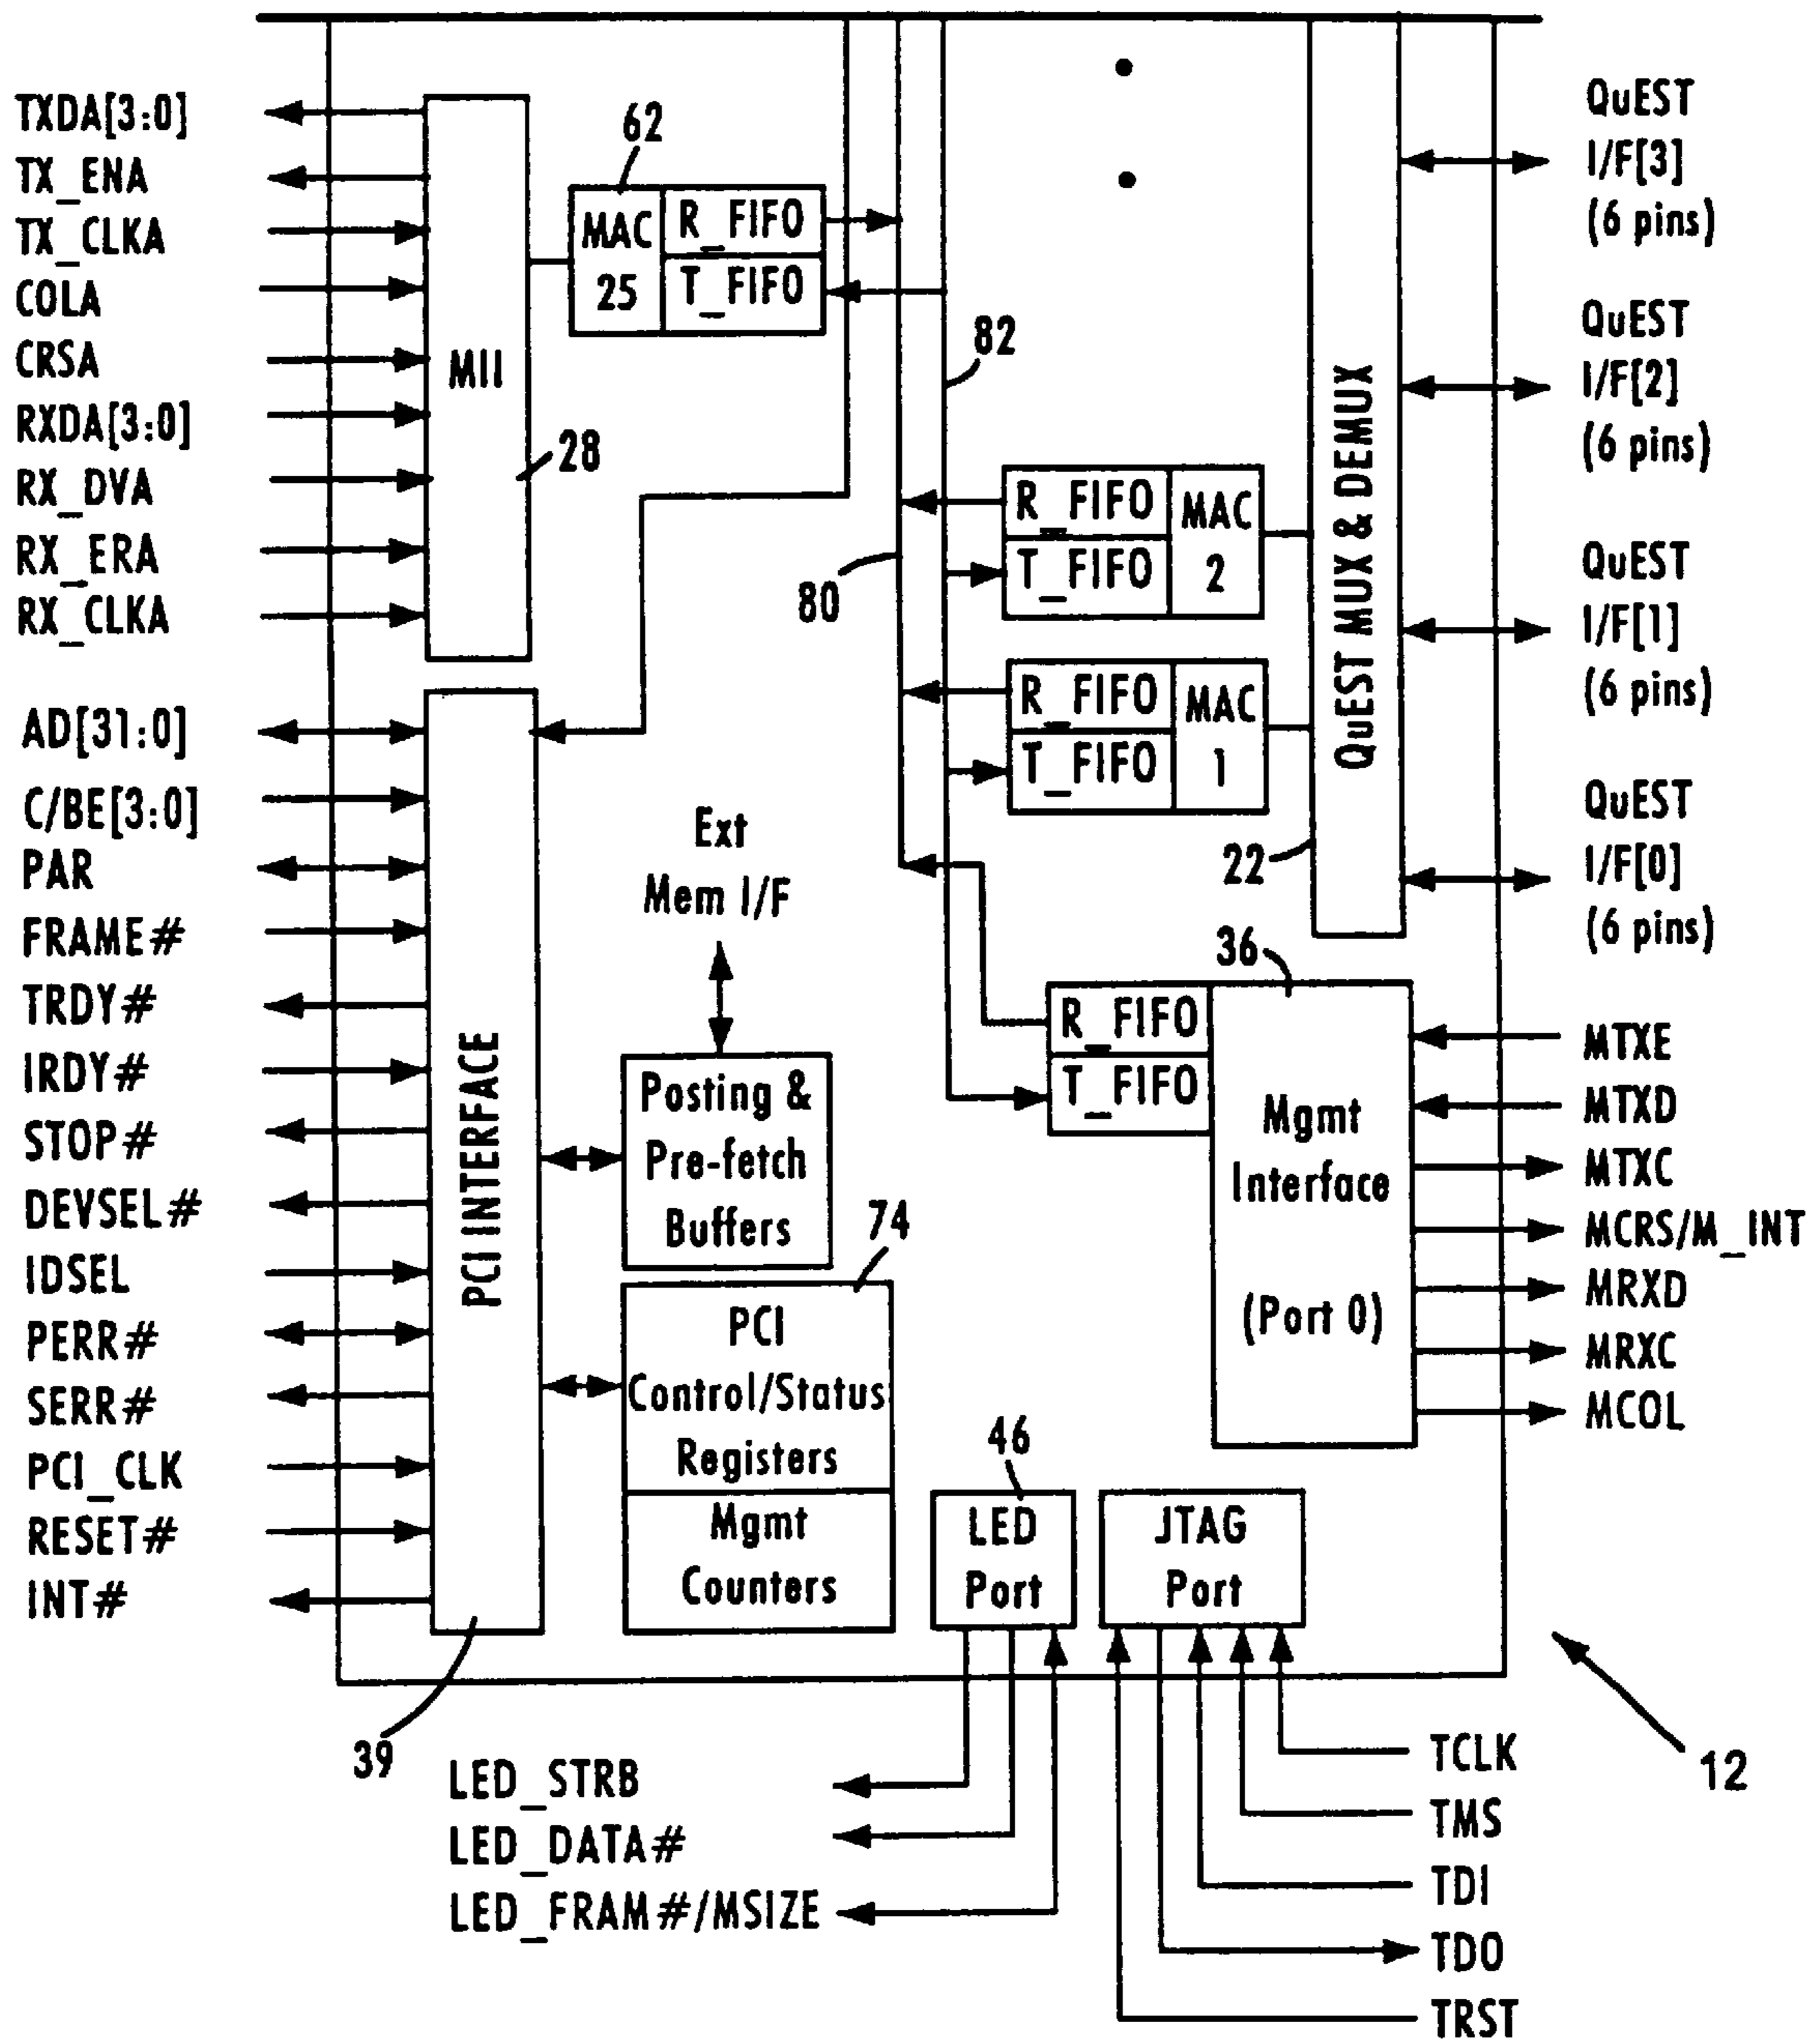 TXDA[3:0]
TX_ENA
TX_CLKA
COLA
CRSA
RXDA[3:0]
RX_DVA
RX_ERA
RX_CLKA
MII
28
62
MAC
25
R_FIFO
T_FIFO
82
80
R_FIFO
T_FIFO
MAC
2
R_FIFO
T_FIFO
MAC
1
QuEST MUX & DEMUX
22
QuEST
I/F[3]
(6 pins)
QuEST
I/F[2]
(6 pins)
QuEST
I/F[1]
(6 pins)
QuEST
I/F[0]
(6 pins)
AD[31:0]
C/BE[3:0]
PAR
FRAME#
TRDY#
IRDY#
STOP#
DEVSEL#
IDSEL
PERR#
SERR#
PCI_CLK
RESET#
INT#
PCI INTERFACE
39
Ext
Mem I/F
Posting &
Pre-fetch
Buffers
74
PCI
Control/Status
Registers
Mgmt
Counters
36
R_FIFO
T_FIFO
Mgmt
Interface
(Port 0)
MTXE
MTXD
MTXC
MCRS/M_INT
MRXD
MRXC
MCOL
46
LED
Port
JTAG
Port
LED_STRB
LED_DATA#
LED_FRAM#/MSIZE
TCLK
TMS
TDI
TDO
TRST
12